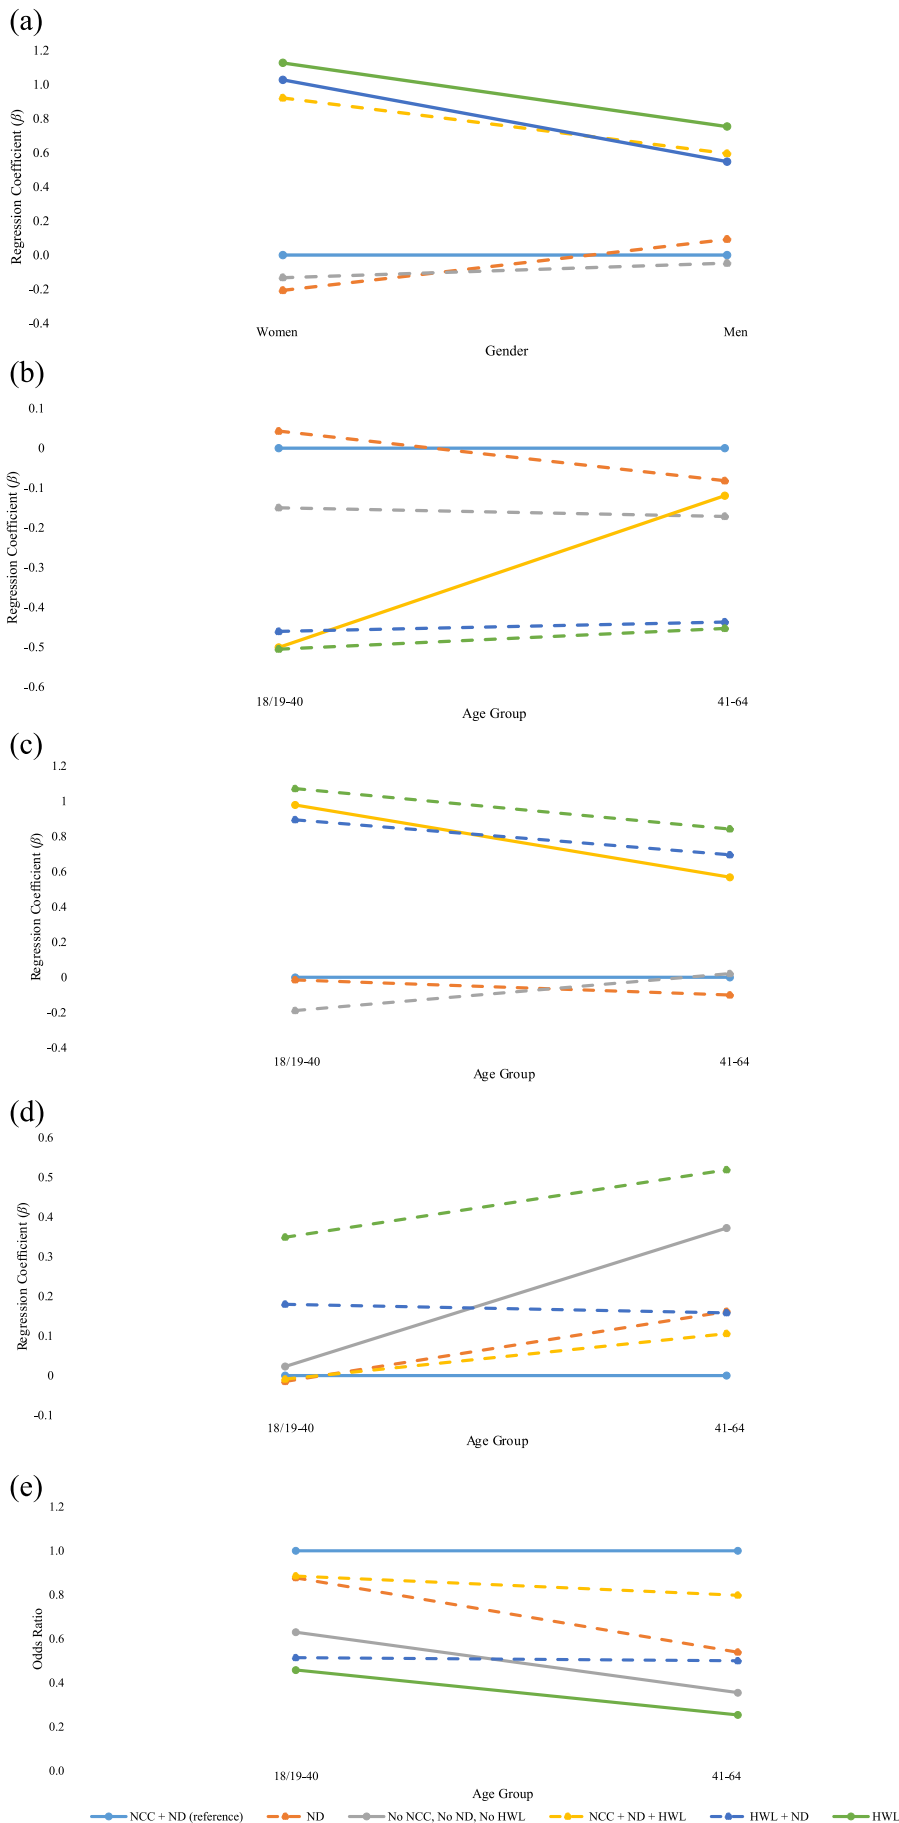 (a)
1.2
1.0
0.8
0.6
0.4
0.2
0.0
-0.2
-0.4
Regression Coefficient (β)
Women
Men
Gender
(b)
0.1
0
-0.1
-0.2
-0.3
-0.4
-0.5
-0.6
Regression Coefficient (β)
18/19-40
41-64
Age Group
(c)
1.2
1
0.8
0.6
0.4
0.2
0
-0.2
-0.4
Regression Coefficient (β)
18/19-40
41-64
Age Group
(d)
0.6
0.5
0.4
0.3
0.2
0.1
0
-0.1
Regression Coefficient (β)
18/19-40
41-64
Age Group
(e)
1.2
1.0
0.8
0.6
0.4
0.2
0.0
Odds Ratio
18/19-40
41-64
Age Group
NCC + ND (reference) ND No NCC, No ND, No HWL NCC + ND + HWL HWL + ND HWL